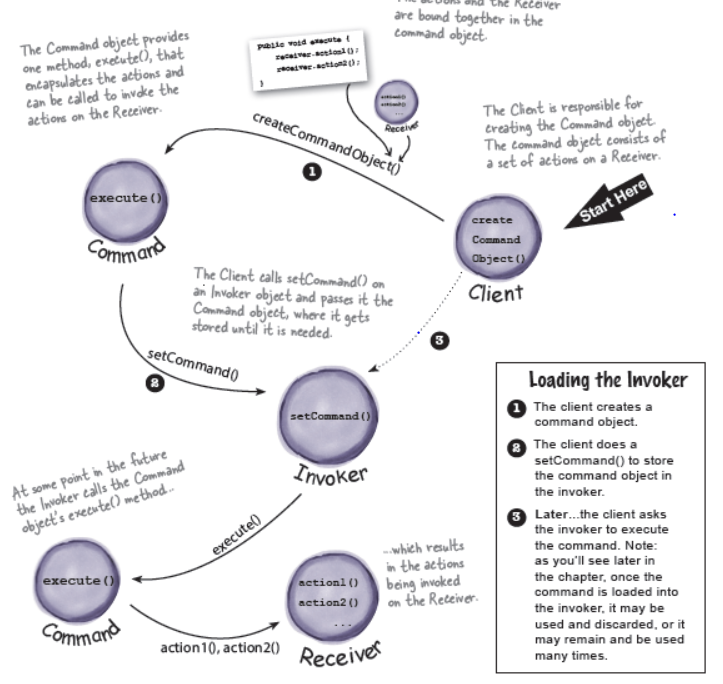 The actions and the Receiver
are bound together in the
command object.
The Command object provides
one method, execute(), that
encapsulates the actions and
can be called to invoke the
actions on the Receiver.
public void execute {
receiver.action1();
receiver.action2();
}
action1()
action2()
...
Receiver
The Client is responsible for
creating the Command object.
The command object consists of
a set of actions on a Receiver.
createCommandObject()
1
Start Here
execute()
Command
create
Command
Object()
Client
The Client calls setCommand() on
an Invoker object and passes it the
Command object, where it gets
stored until it is needed.
3
setCommand()
2
setCommand()
Invoker
Loading the Invoker
1 The client creates a
command object.
2 The client does a
setCommand() to store
the command object in
the invoker.
3 Later...the client asks
the invoker to execute
the command. Note:
as you'll see later in
the chapter, once the
command is loaded into
the invoker, it may be
used and discarded, or it
may remain and be used
many times.
At some point in the future
the Invoker calls the Command
object's execute() method...
execute()
...which results
in the actions
being invoked
on the Receiver.
execute()
Command
action1(), action2()
action1()
action2()
...
Receiver